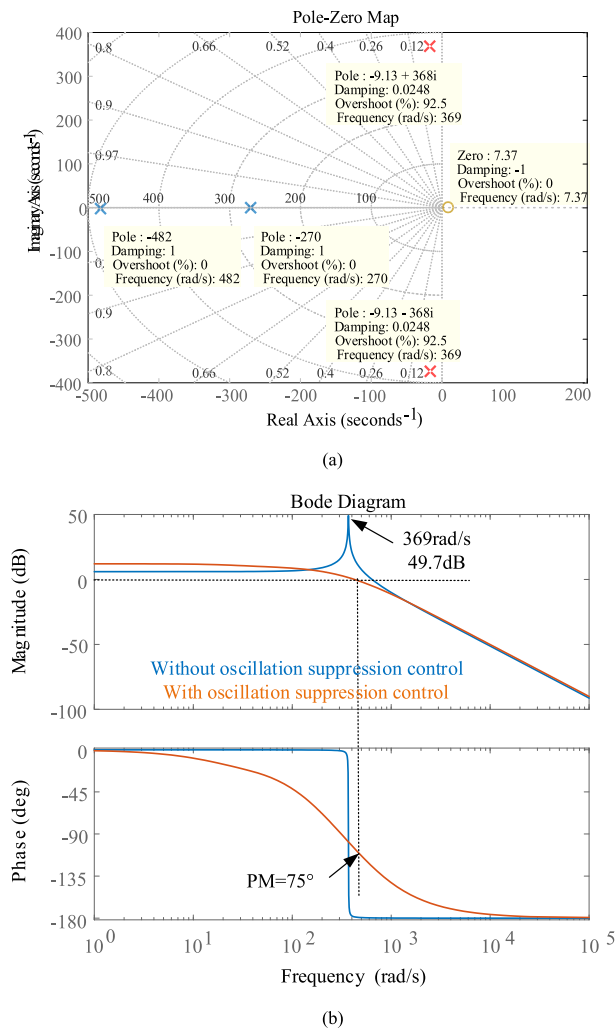 Pole-Zero Map
400
300
200
100
0
-100
-200
-300
-400
Imaginary Axis (seconds-1)
0.8
0.66
0.52
0.4
0.26
0.12
0.9
0.97
500
400
300
200
100
Pole : -9.13 + 368i
Damping: 0.0248
Overshoot (%): 92.5
Frequency (rad/s): 369
Zero : 7.37
Damping: -1
Overshoot (%): 0
Frequency (rad/s): 7.37
Pole : -482
Damping: 1
Overshoot (%): 0
Frequency (rad/s): 482
Pole : -270
Damping: 1
Overshoot (%): 0
Frequency (rad/s): 270
Pole : -9.13 - 368i
Damping: 0.0248
Overshoot (%): 92.5
Frequency (rad/s): 369
0.9
0.8
0.66
0.52
0.4
0.26
0.12
-500
-400
-300
-200
-100
0
100
200
Real Axis (seconds-1)
(a)
Bode Diagram
50
0
-50
-100
Magnitude (dB)
369rad/s
49.7dB
Without oscillation suppression control
With oscillation suppression control
0
-45
-90
-135
-180
Phase (deg)
PM=75°
10 0
10 1
10 2
10 3
10 4
10 5
Frequency (rad/s)
(b)